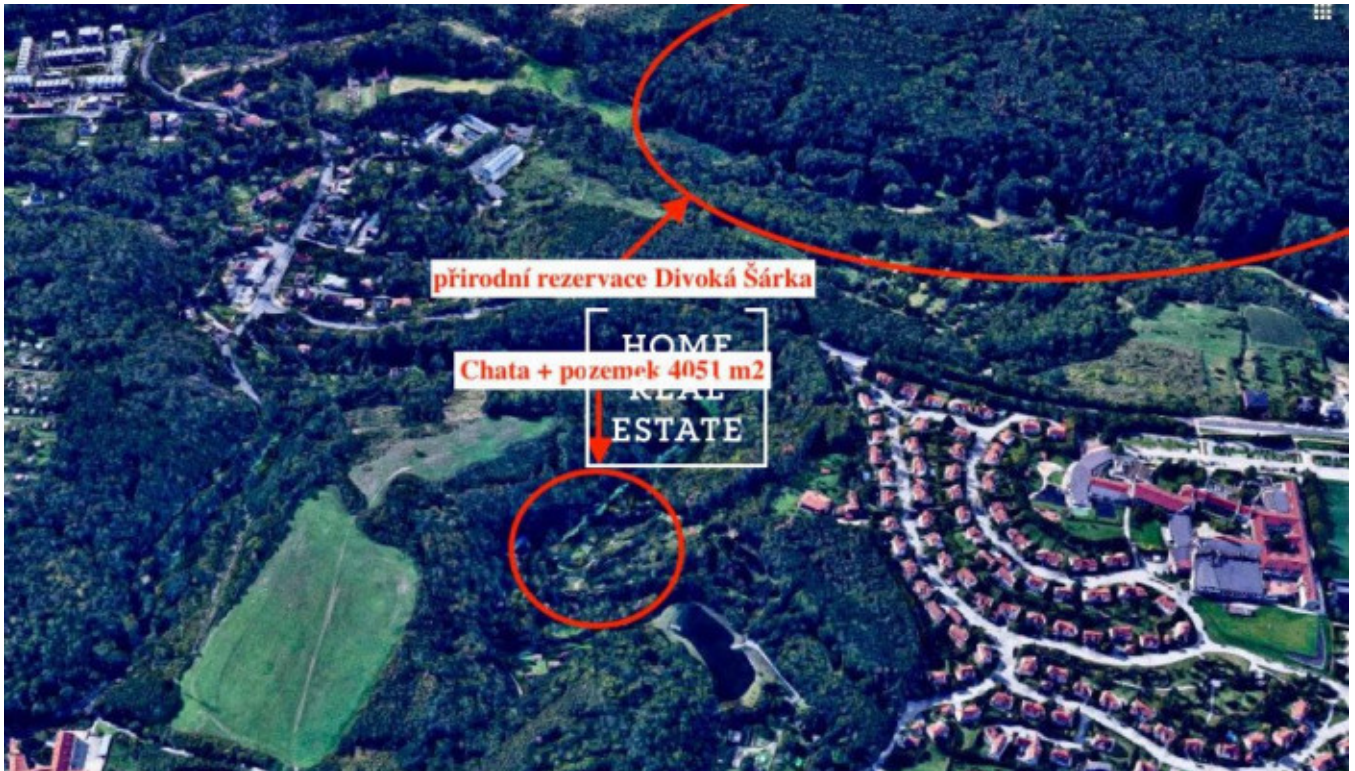 přirodní rezervace Divoká Šárka
HOME
Chata + pozemek 4051 m2
REAL
ESTATE